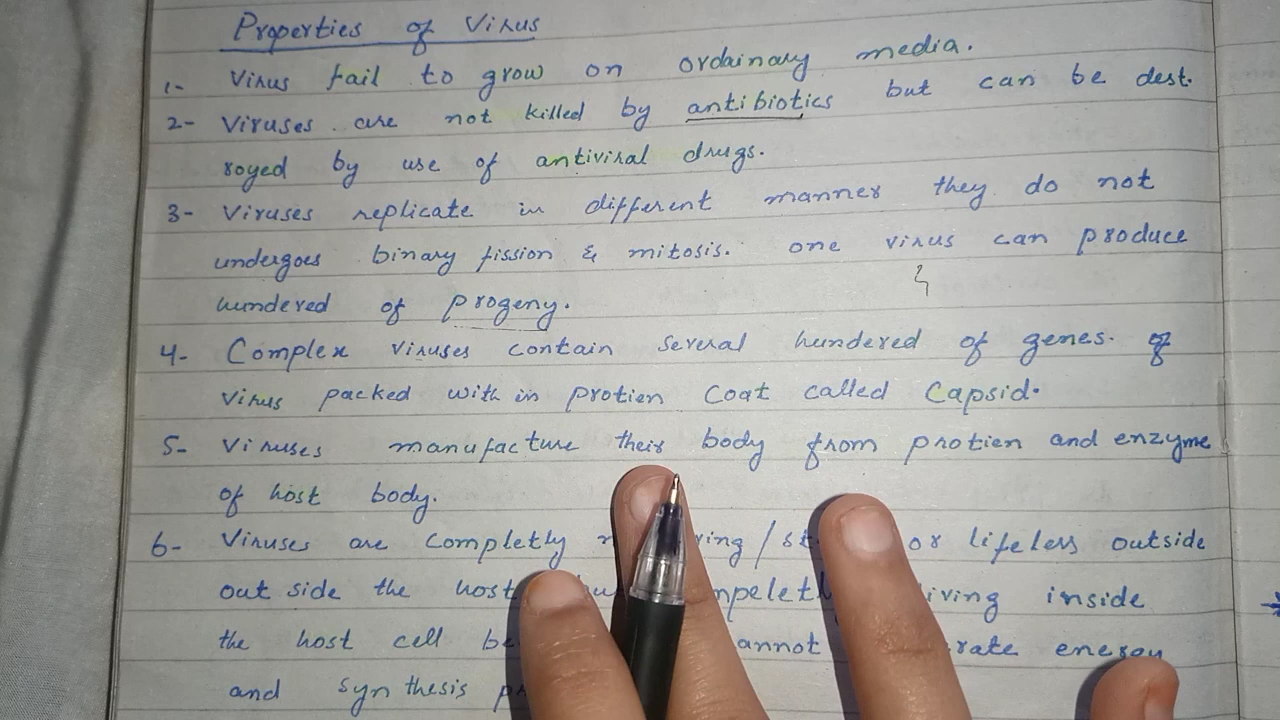 Properties of Virus
1- Virus fail to grow on ordainary media.
2- Viruses are not killed by antibiotics but can be dest.
royed by use of antiviral drugs.
3- Viruses replicate in different manner they do not
undergoes binary fission & mitosis. one virus can produce
hundered of progeny.
4- Complex viruses contain several hundered of genes. of
virus packed with in protien Coat called Capsid.
5- Viruses manufacture their body from protien and enzyme
of host body.
6- Viruses are completly / or lifeless outside
out side the host inside
the host cell energy
and synthesis